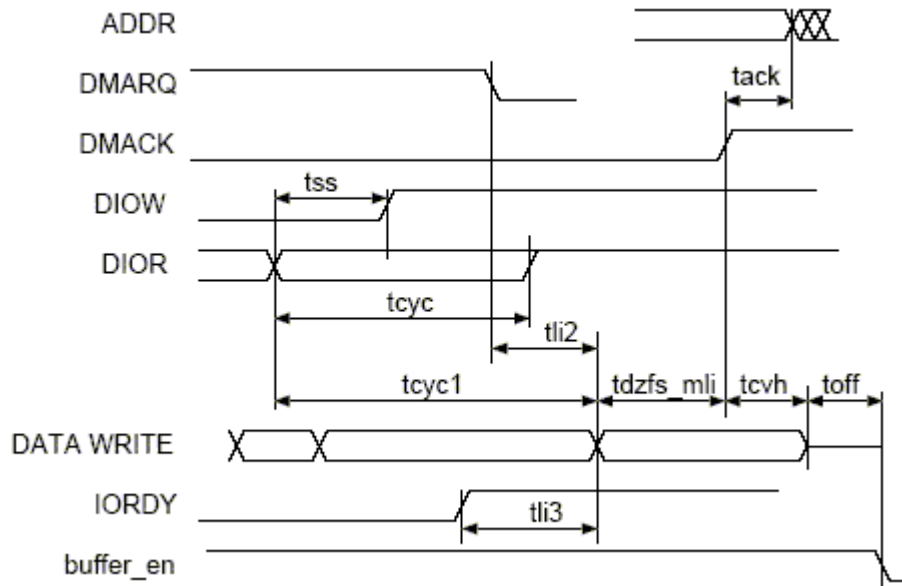 ADDR
DMARQ
tack
DMACK
tss
DIOW
DIOR
tcyc
tli2
tcyc1 tdzfs_mli tcvh toff
DATA WRITE
IORDY
tli3
buffer_en